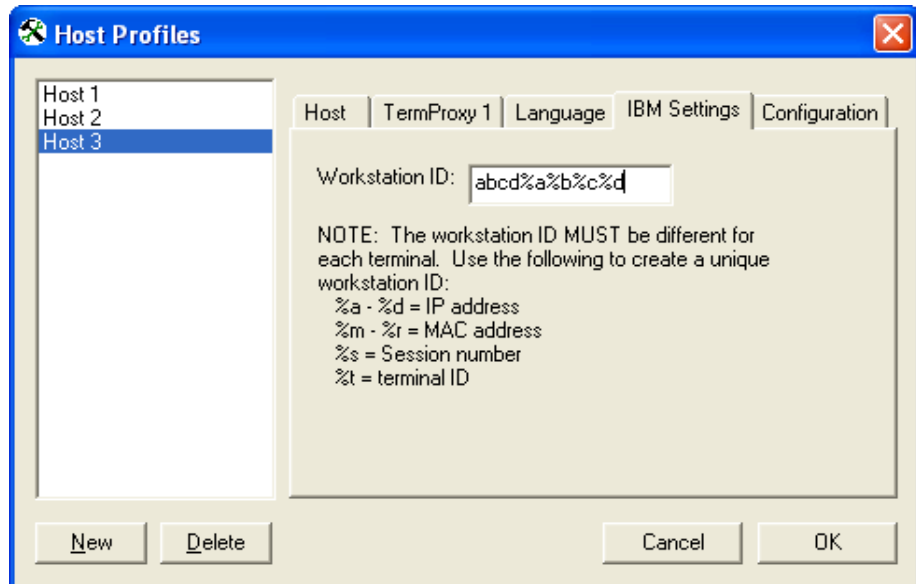 Host Profiles
Host 1
Host 2
Host 3
Host
TermProxy 1
Language
IBM Settings
Configuration
Workstation ID: abcd%a%b%c%d
NOTE:  The workstation ID MUST be different for
each terminal.  Use the following to create a unique
workstation ID:
%a - %d = IP address
%m - %r = MAC address
%s = Session number
%t = terminal ID
New
Delete
Cancel
OK